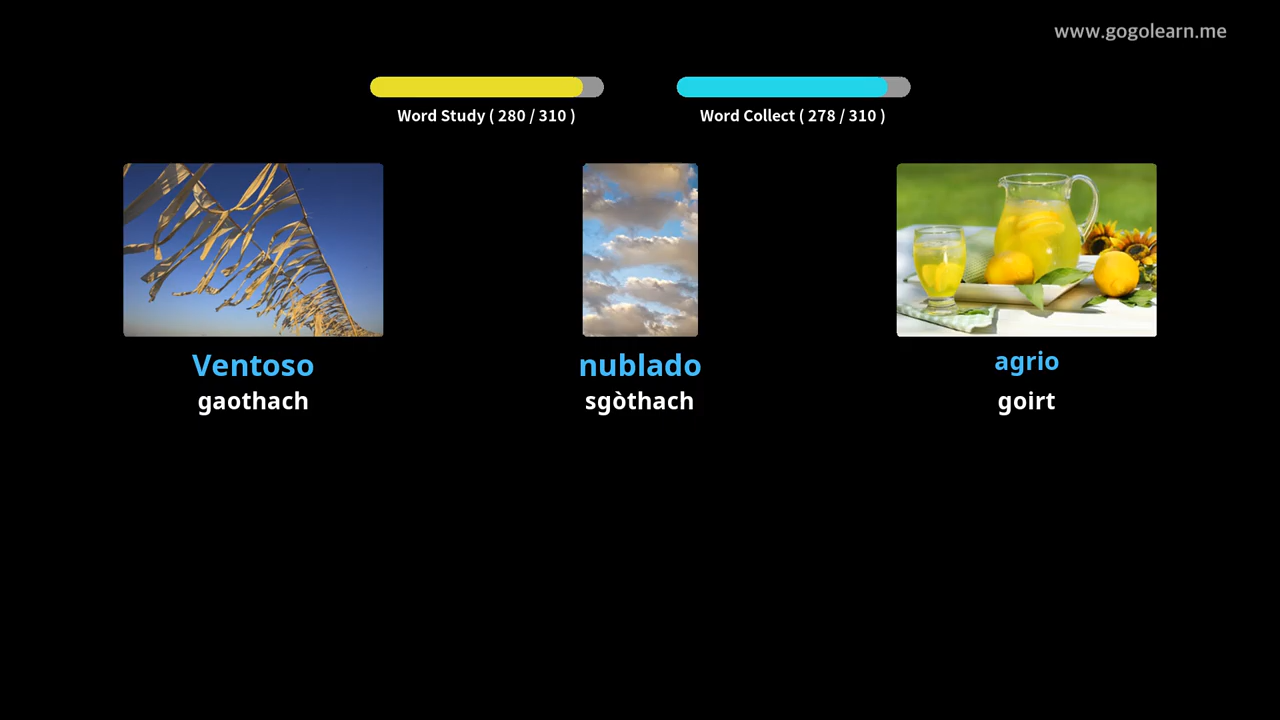 www.gogolearn.me
Word Study ( 280 / 310 )
Word Collect ( 278 / 310 )
Ventoso
gaothach
nublado
sgòthach
agrio
goirt